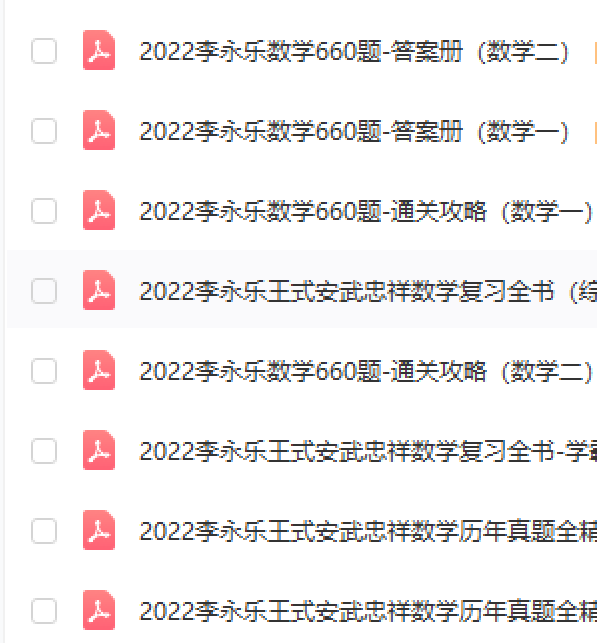 2022李永乐数学660题-答案册（数学二）
2022李永乐数学660题-答案册（数学一）
2022李永乐数学660题-通关攻略（数学一）
2022李永乐王式安武忠祥数学复习全书（综
2022李永乐数学660题-通关攻略（数学二）
2022李永乐王式安武忠祥数学复习全书-学
2022李永乐王式安武忠祥数学历年真题全精
2022李永乐王式安武忠祥数学历年真题全精